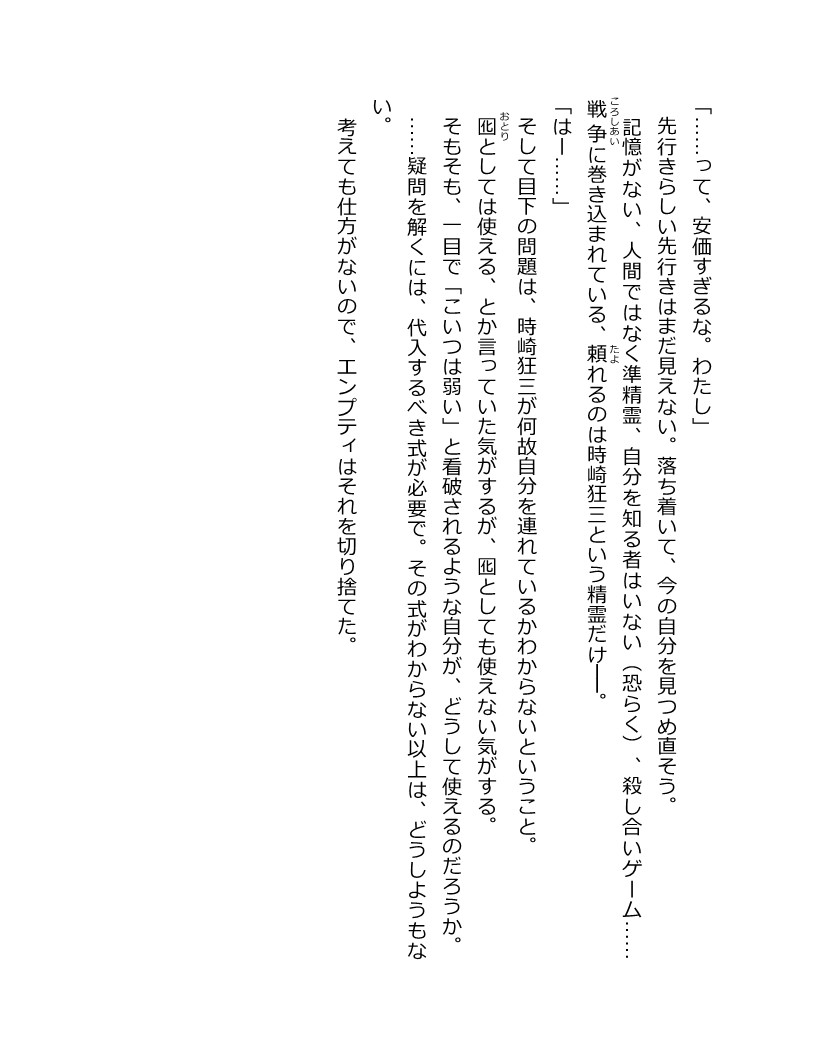 「……って、安価すぎるな。わたし」
先行きらしい先行きはまだ見えない。落ち着いて、今の自分を見つめ直そう。
記憶がない、人間ではなく準精霊、自分を知る者はいない（恐らく）、殺し合いゲーム……
ころしあい
戦争に巻き込まれている、頼れるのは時崎狂三という精霊だけ――。
たよ
「はー……」
そして目下の問題は、時崎狂三が何故自分を連れているかわからないということ。
おとり
囮としては使える、とか言っていた気がするが、囮としても使えない気がする。
そもそも、一目で「こいつは弱い」と看破されるような自分が、どうして使えるのだろうか。
……疑問を解くには、代入するべき式が必要で。その式がわからない以上は、どうしようもな
い。
考えても仕方がないので、エンプティはそれを切り捨てた。